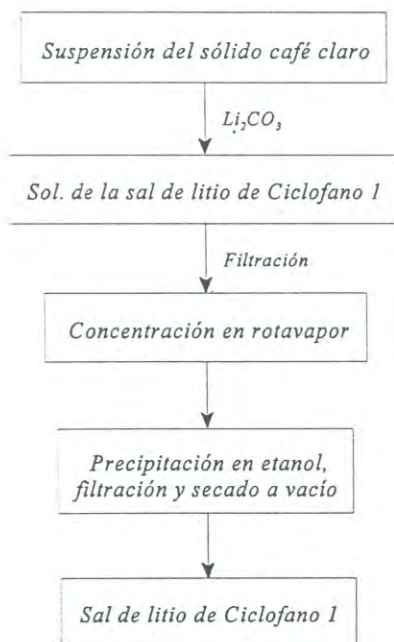 Suspensión del sólido café claro
Li₂CO₃
Sol. de la sal de litio de Ciclofano 1
Filtración
Concentración en rotavapor
Precipitación en etanol,
filtración y secado a vacío
Sal de litio de Ciclofano 1